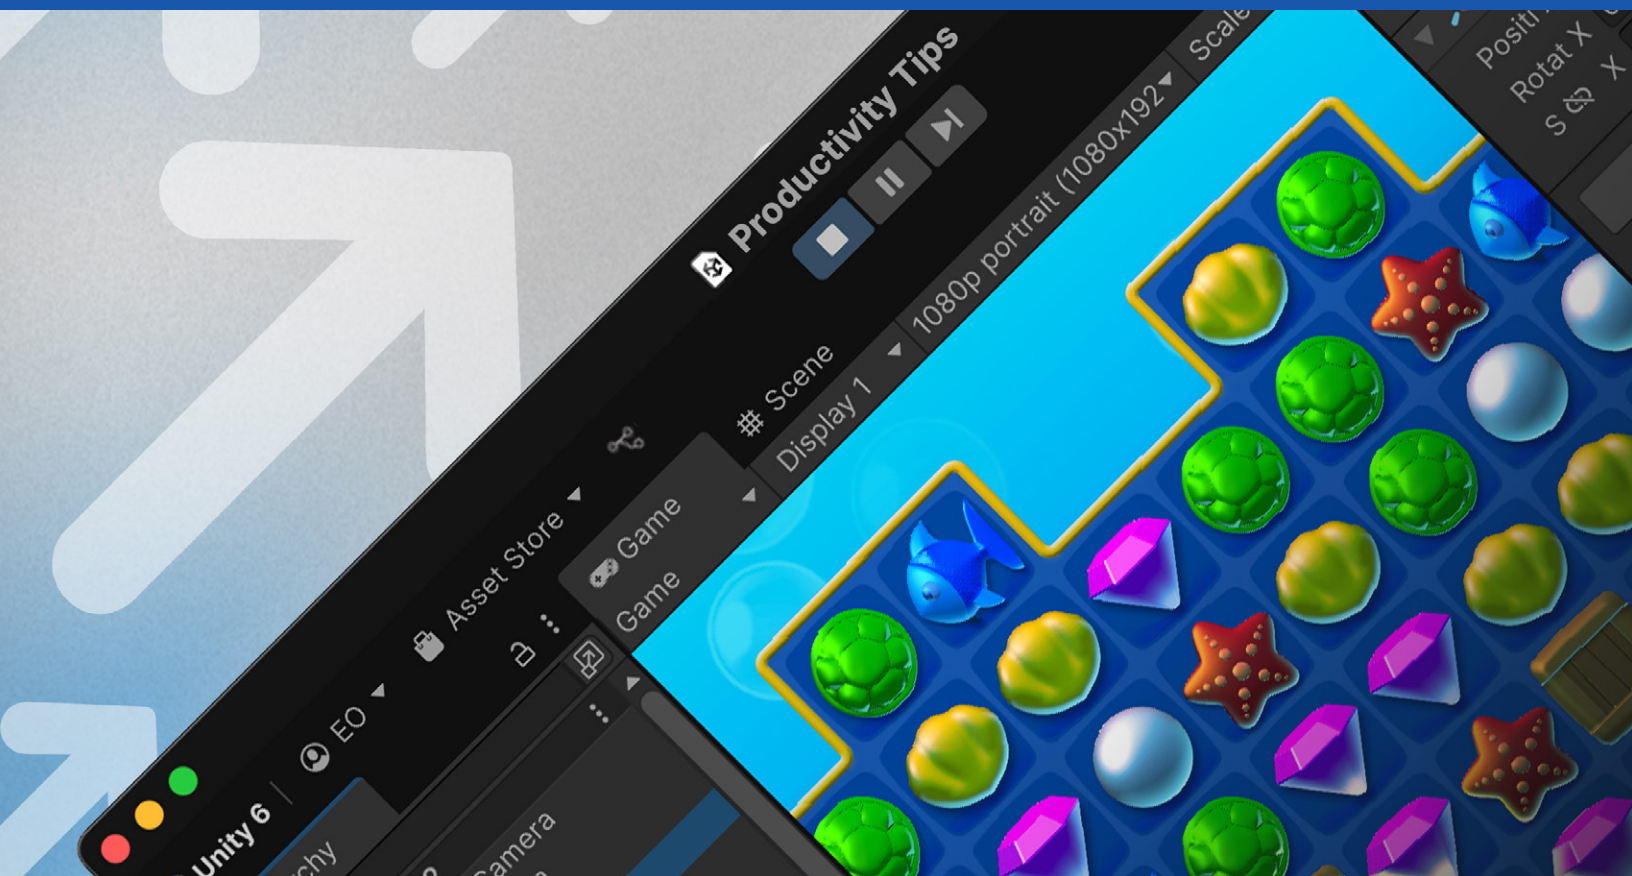 Productivity Tips
Unity 6
EO
Asset Store
Game
Scene
Game
Display 1
1080p portrait (1080x192
Scale
Positi
Rotat X
S X
chy
Camera